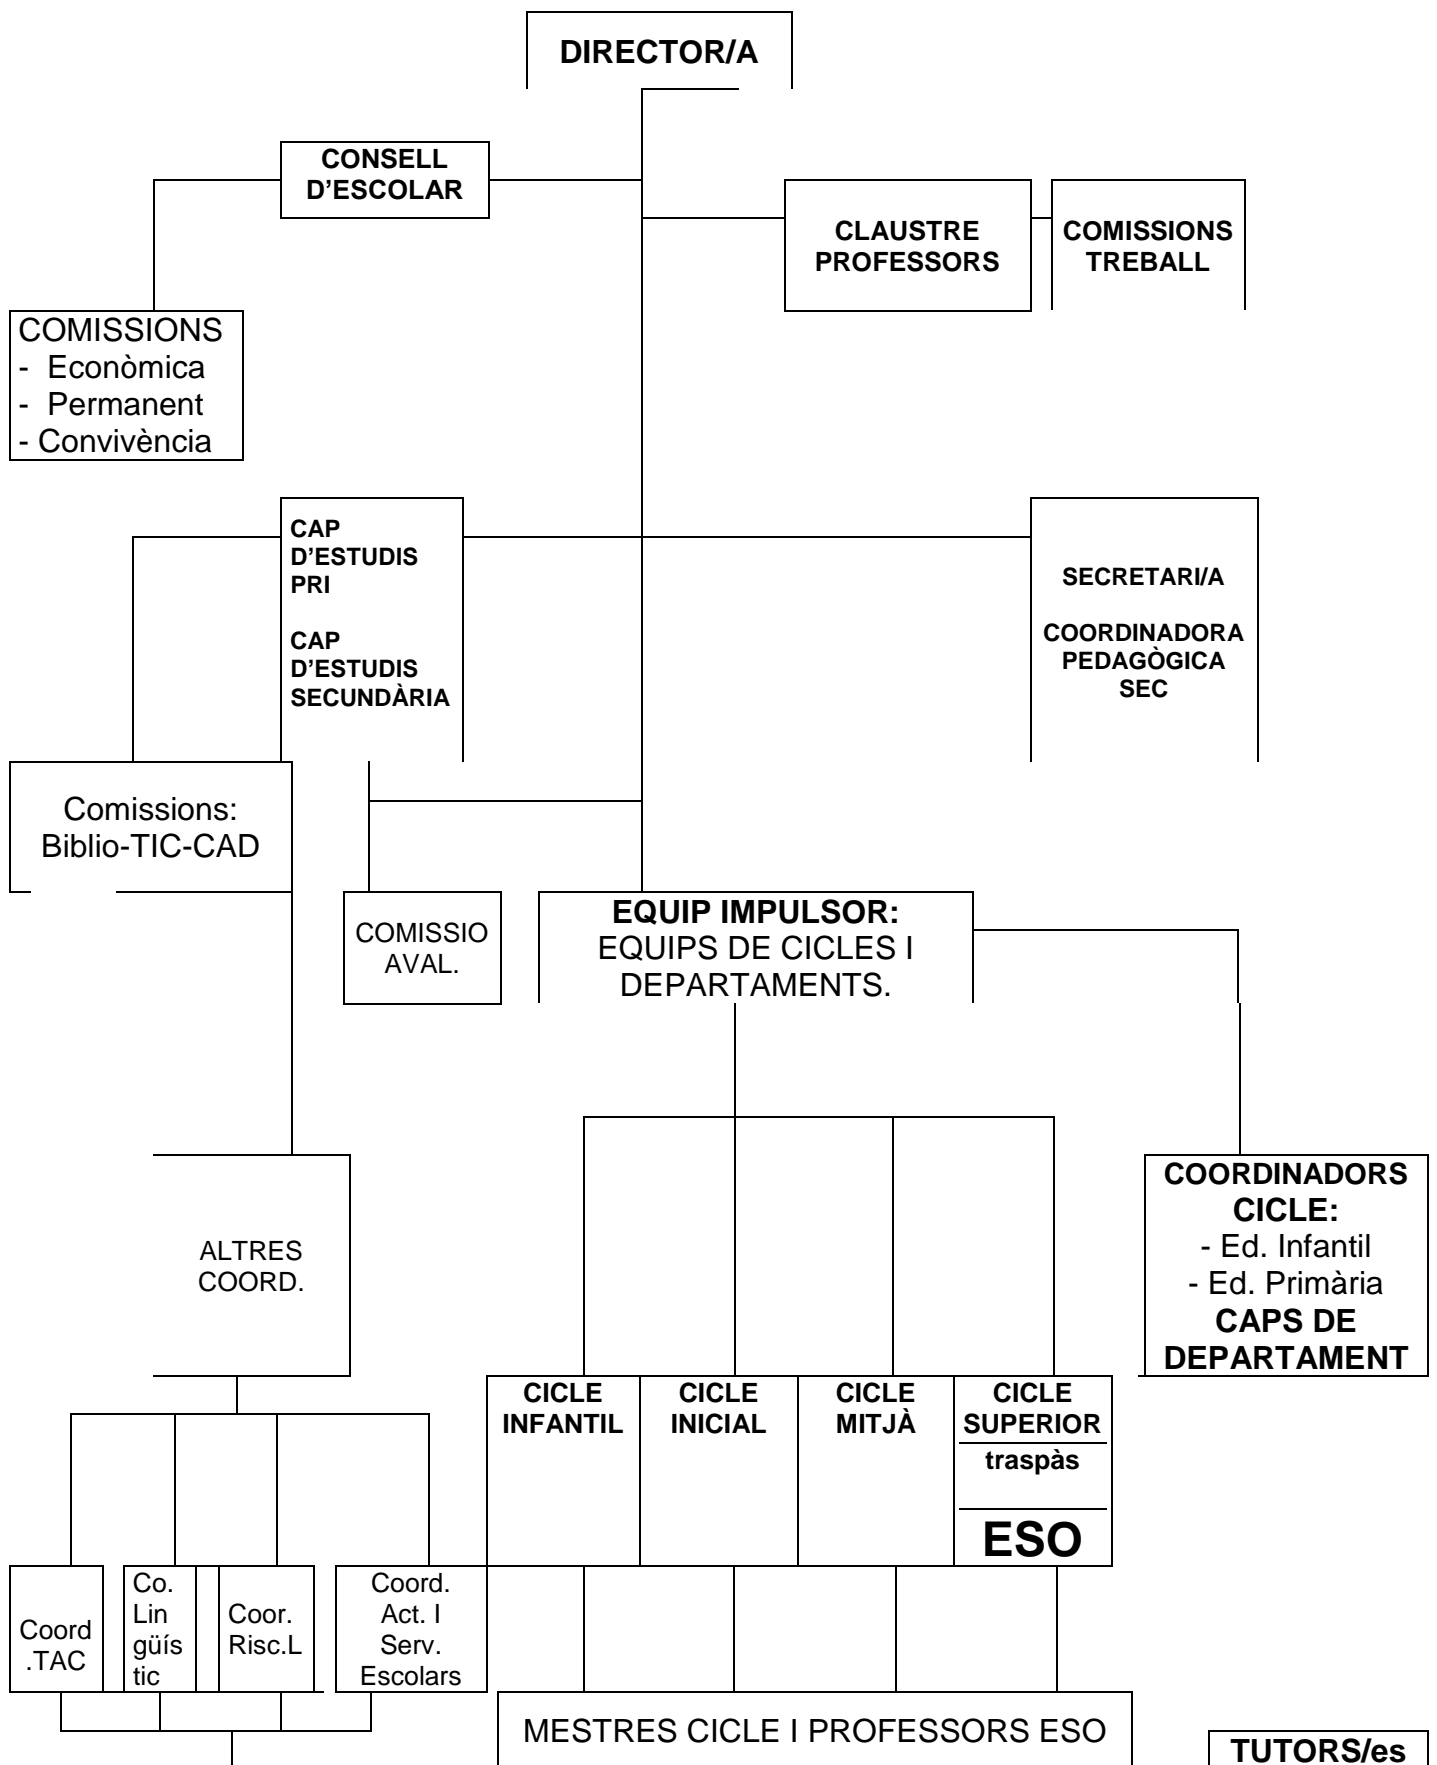 DIRECTOR/A
CONSELL
D’ESCOLAR
CLAUSTRE
PROFESSORS
COMISSIONS
TREBALL
COMISSIONS
- Econòmica
- Permanent
- Convivència
CAP
D’ESTUDIS
PRI
CAP
D’ESTUDIS
SECUNDÀRIA
SECRETARI/A
COORDINADORA
PEDAGÒGICA
SEC
Comissions:
Biblio-TIC-CAD
COMISSIO
AVAL.
EQUIP IMPULSOR:
EQUIPS DE CICLES I
DEPARTAMENTS.
ALTRES
COORD.
COORDINADORS
CICLE:
- Ed. Infantil
- Ed. Primària
CAPS DE
DEPARTAMENT
CICLE
INFANTIL
CICLE
INICIAL
CICLE
MITJÀ
CICLE
SUPERIOR
traspàs
ESO
Coord
.TAC
Co.
Lin
güís
tic
Coor.
Risc.L
Coord.
Act. I
Serv.
Escolars
MESTRES CICLE I PROFESSORS ESO
TUTORS/es